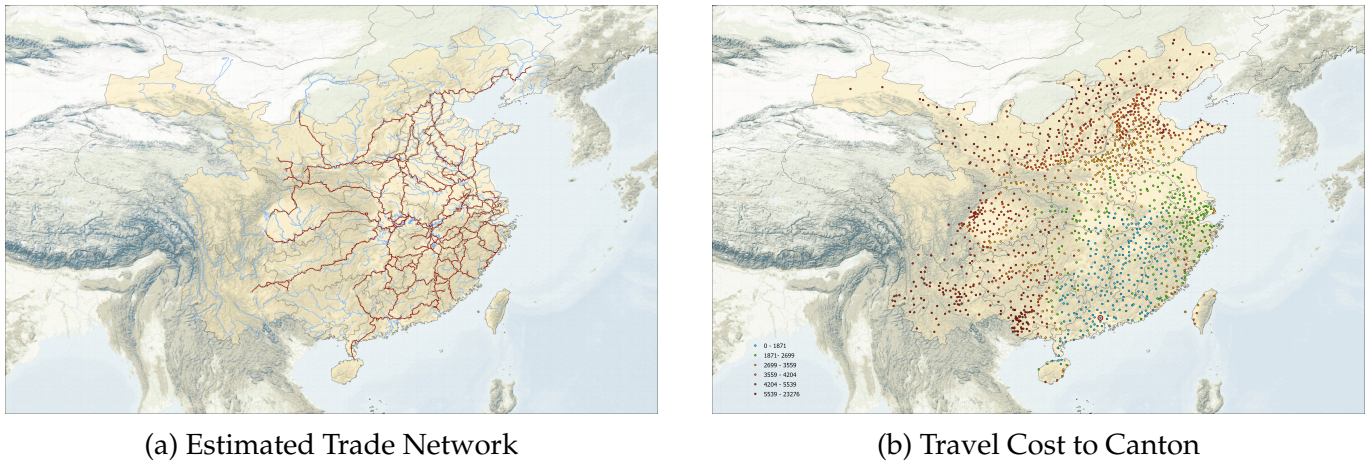 0 - 1871
1871- 2699
2699 - 3559
3559 - 4204
4204 - 5539
5539 - 23276
(a) Estimated Trade Network
(b) Travel Cost to Canton